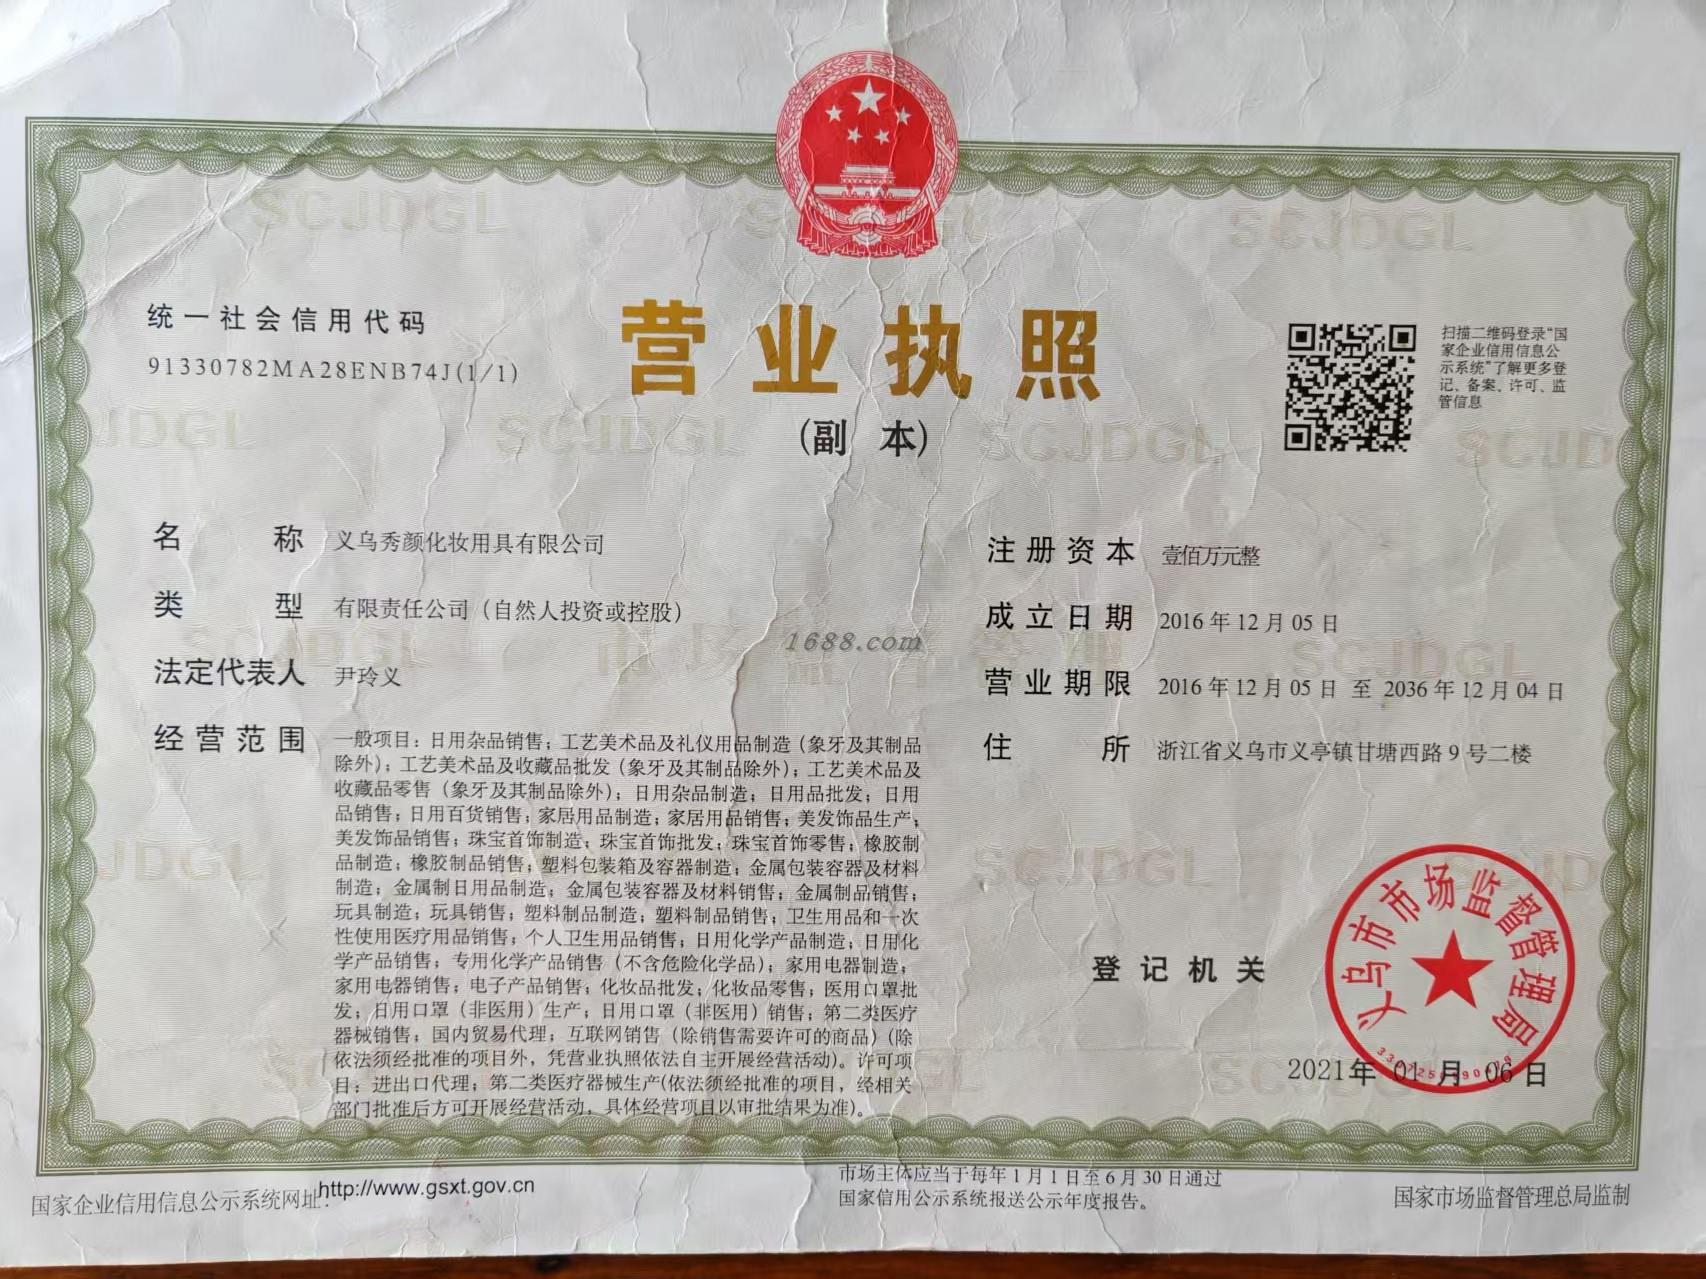 统一社会信用代码
91330782MA28ENB74J(1/1)
营业执照
(副 本)
扫描二维码登录“国
家企业信用信息公
示系统”了解更多登
记、备案、许可、监
管信息
名 称 义乌秀颜化妆用具有限公司
类 型 有限责任公司（自然人投资或控股）
法定代表人 尹玲义
经营范围 一般项目：日用杂品销售；工艺美术品及礼仪用品制造（象牙及其制品
除外）；工艺美术品及收藏品批发（象牙及其制品除外）；工艺美术品及
收藏品零售（象牙及其制品除外）；日用杂品制造；日用品批发；日用
品销售；日用百货销售；家居用品制造；家居用品销售；美发饰品生产；
美发饰品销售；珠宝首饰制造；珠宝首饰批发；珠宝首饰零售；橡胶制
品制造；橡胶制品销售；塑料包装箱及容器制造；金属包装容器及材料
制造；金属制日用品制造；金属包装容器及材料销售；金属制品销售；
玩具制造；玩具销售；塑料制品制造；塑料制品销售；卫生用品和一次
性使用医疗用品销售；个人卫生用品销售；日用化学产品制造；日用化
学产品销售；专用化学产品销售（不含危险化学品）；家用电器制造；
家用电器销售；电子产品销售；化妆品批发；化妆品零售；医用口罩批
发；日用口罩（非医用）生产；日用口罩（非医用）销售；第二类医疗
器械销售；国内贸易代理；互联网销售（除销售需要许可的商品）(除
依法须经批准的项目外，凭营业执照依法自主开展经营活动)。许可项
目：进出口代理；第二类医疗器械生产(依法须经批准的项目，经相关
部门批准后方可开展经营活动，具体经营项目以审批结果为准)。
注册资本 壹佰万元整
成立日期 2016年12月05日
营业期限 2016年12月05日 至 2036年12月04日
住 所 浙江省义乌市义亭镇甘塘西路9号二楼
1688.com
登记机关
义乌市市场监督管理局
2021年 01月 06日
国家企业信用信息公示系统网址:http://www.gsxt.gov.cn
市场主体应当于每年1月1日至6月30日通过
国家信用公示系统报送公示年度报告。
国家市场监督管理总局监制
SCJDGL